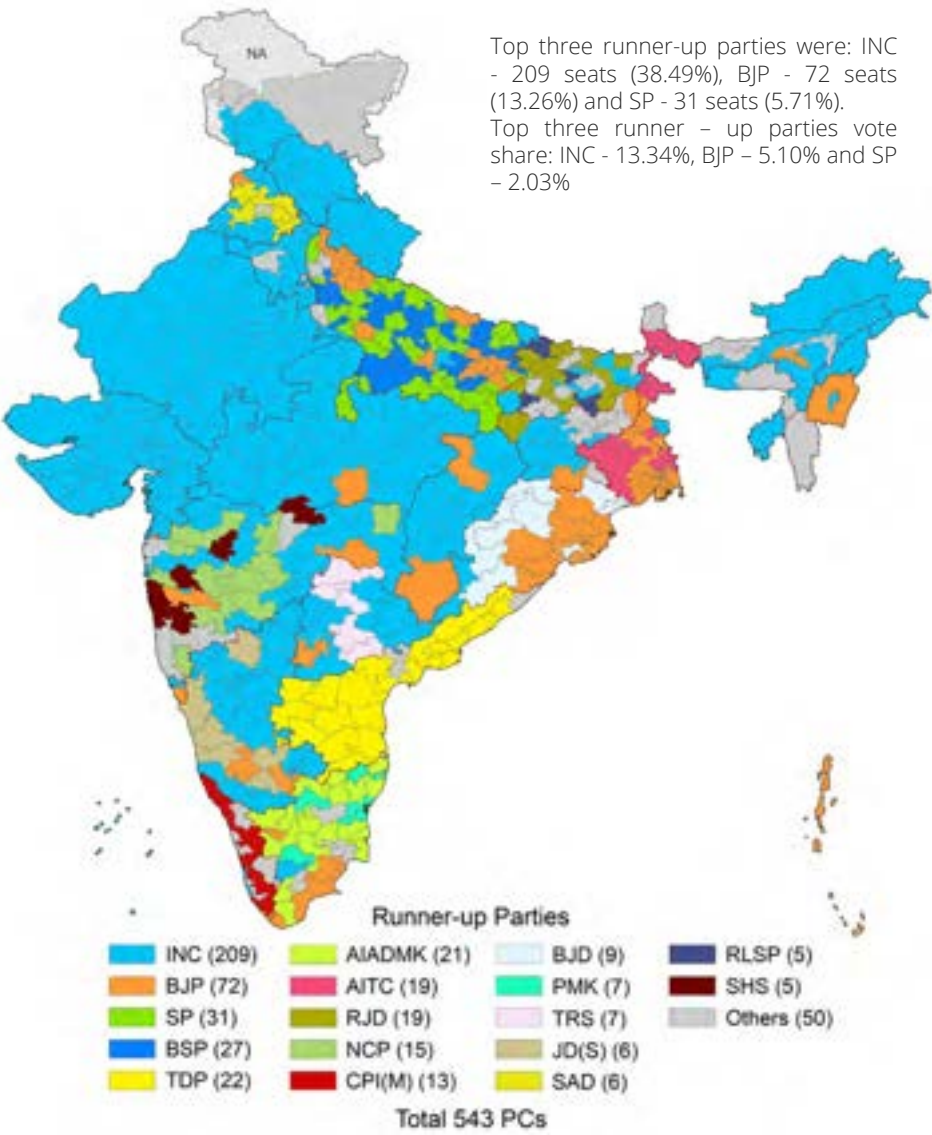 NA
Top three runner-up parties were: INC
- 209 seats (38.49%), BJP - 72 seats
(13.26%) and SP - 31 seats (5.71%).
Top three runner – up parties vote
share: INC - 13.34%, BJP – 5.10% and SP
– 2.03%
Runner-up Parties
INC (209)
BJP (72)
SP (31)
BSP (27)
TDP (22)
AIADMK (21)
AITC (19)
RJD (19)
NCP (15)
CPI(M) (13)
BJD (9)
PMK (7)
TRS (7)
JD(S) (6)
SAD (6)
RLSP (5)
SHS (5)
Others (50)
Total 543 PCs